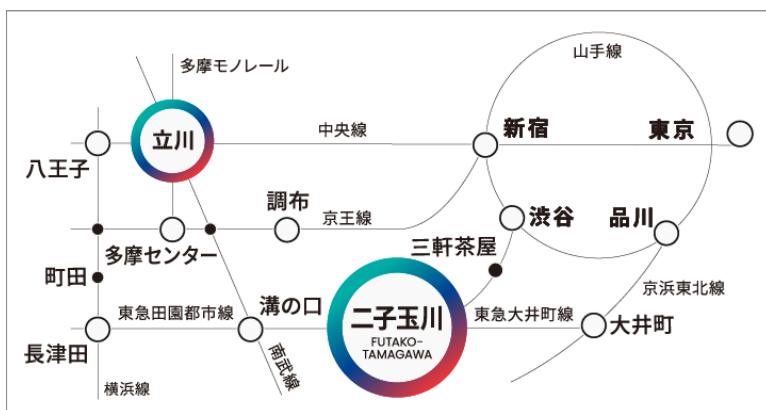 多摩モノレール
山手線
立川
中央線
新宿
東京
八王子
調布
京王線
渋谷
品川
多摩センター
三軒茶屋
町田
京浜東北線
東急田園都市線
溝の口
二子玉川
FUTAKO-
TAMAGAWA
東急大井町線
大井町
長津田
南武線
横浜線